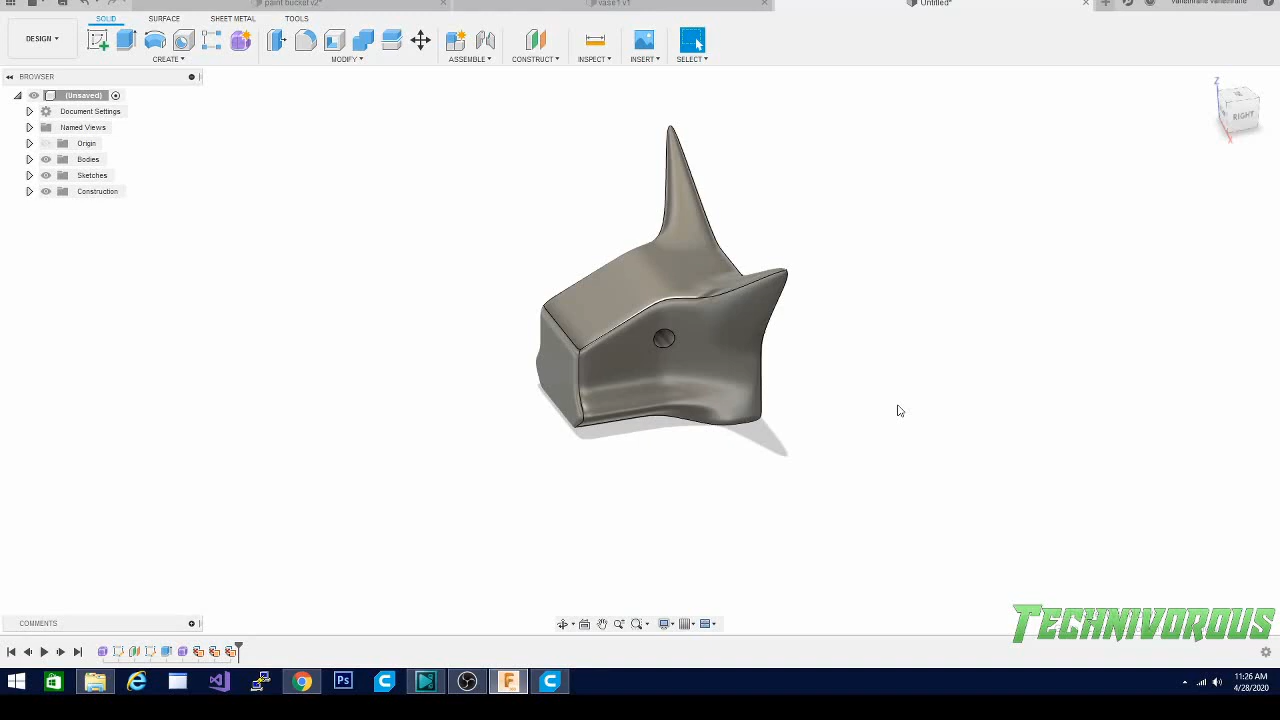 paint bucket v2*
vase1 v1
Untitled*
SOLID
SURFACE
SHEET METAL
TOOLS
DESIGN
CREATE
MODIFY
ASSEMBLE
CONSTRUCT
INSPECT
INSERT
SELECT
BROWSER
(Unsaved)
Document Settings
Named Views
Origin
Bodies
Sketches
Construction
Z
RIGHT
X
COMMENTS
TECHNIVOROUS
Ps
F
11:26 AM
4/28/2020